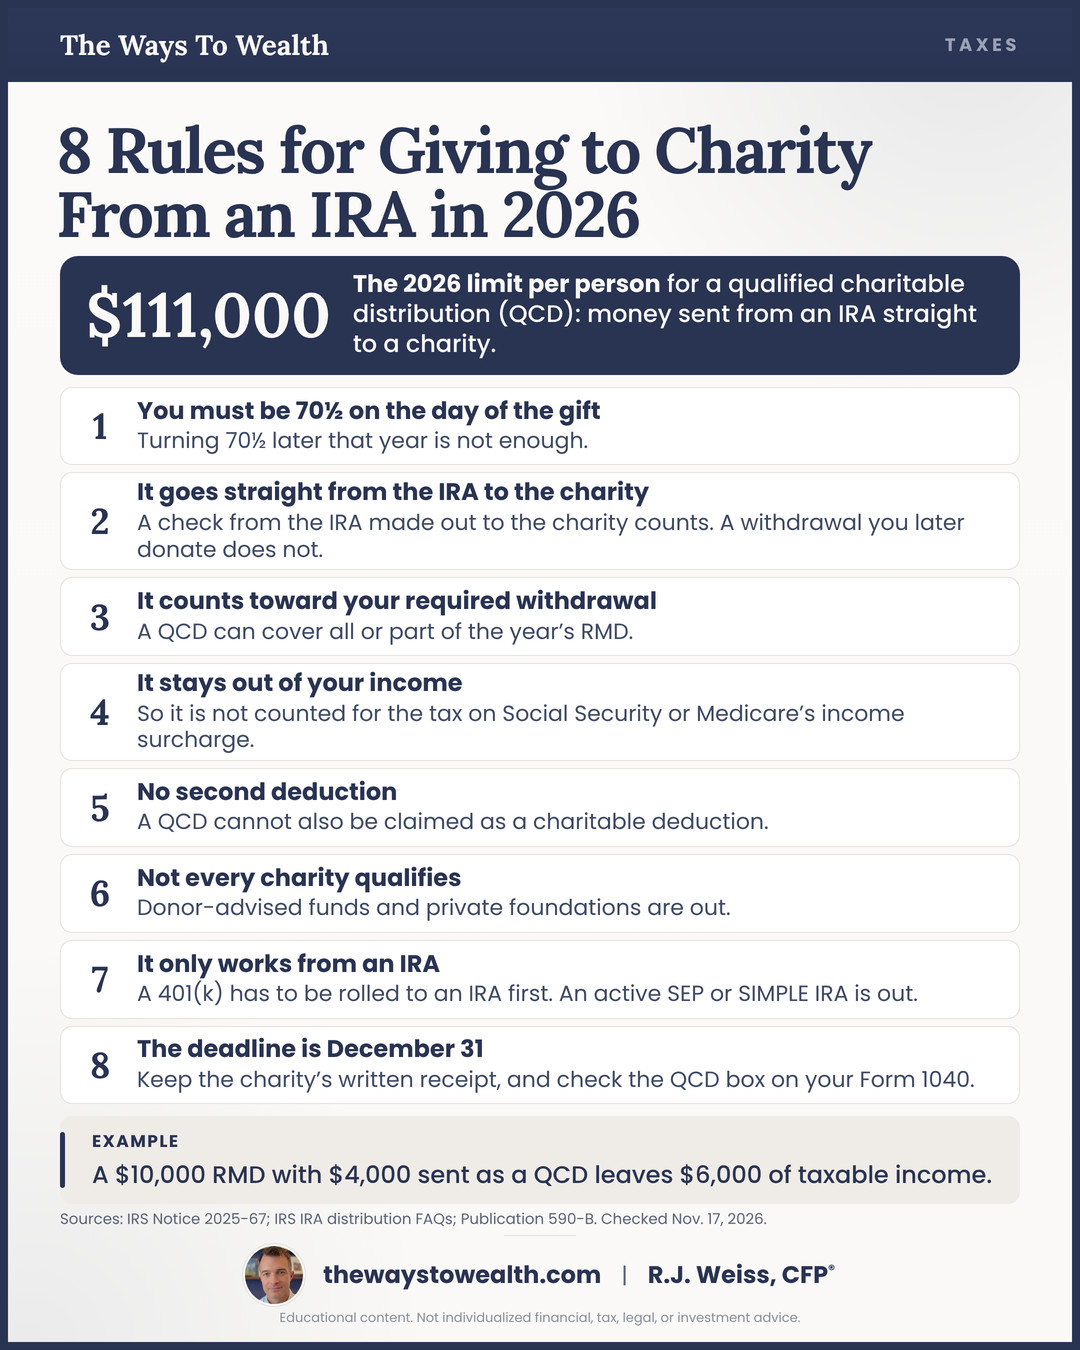 The Ways To Wealth
TAXES
8 Rules for Giving to Charity
From an IRA in 2026
$111,000
The 2026 limit per person for a qualified charitable
distribution (QCD): money sent from an IRA straight
to a charity.
1
You must be 70½ on the day of the gift
Turning 70½ later that year is not enough.
2
It goes straight from the IRA to the charity
A check from the IRA made out to the charity counts. A withdrawal you later
donate does not.
3
It counts toward your required withdrawal
A QCD can cover all or part of the year’s RMD.
4
It stays out of your income
So it is not counted for the tax on Social Security or Medicare’s income
surcharge.
5
No second deduction
A QCD cannot also be claimed as a charitable deduction.
6
Not every charity qualifies
Donor-advised funds and private foundations are out.
7
It only works from an IRA
A 401(k) has to be rolled to an IRA first. An active SEP or SIMPLE IRA is out.
8
The deadline is December 31
Keep the charity’s written receipt, and check the QCD box on your Form 1040.
EXAMPLE
A $10,000 RMD with $4,000 sent as a QCD leaves $6,000 of taxable income.
Sources: IRS Notice 2025-67; IRS IRA distribution FAQs; Publication 590-B. Checked Nov. 17, 2026.
thewaystowealth.com | R.J. Weiss, CFP®
Educational content. Not individualized financial, tax, legal, or investment advice.